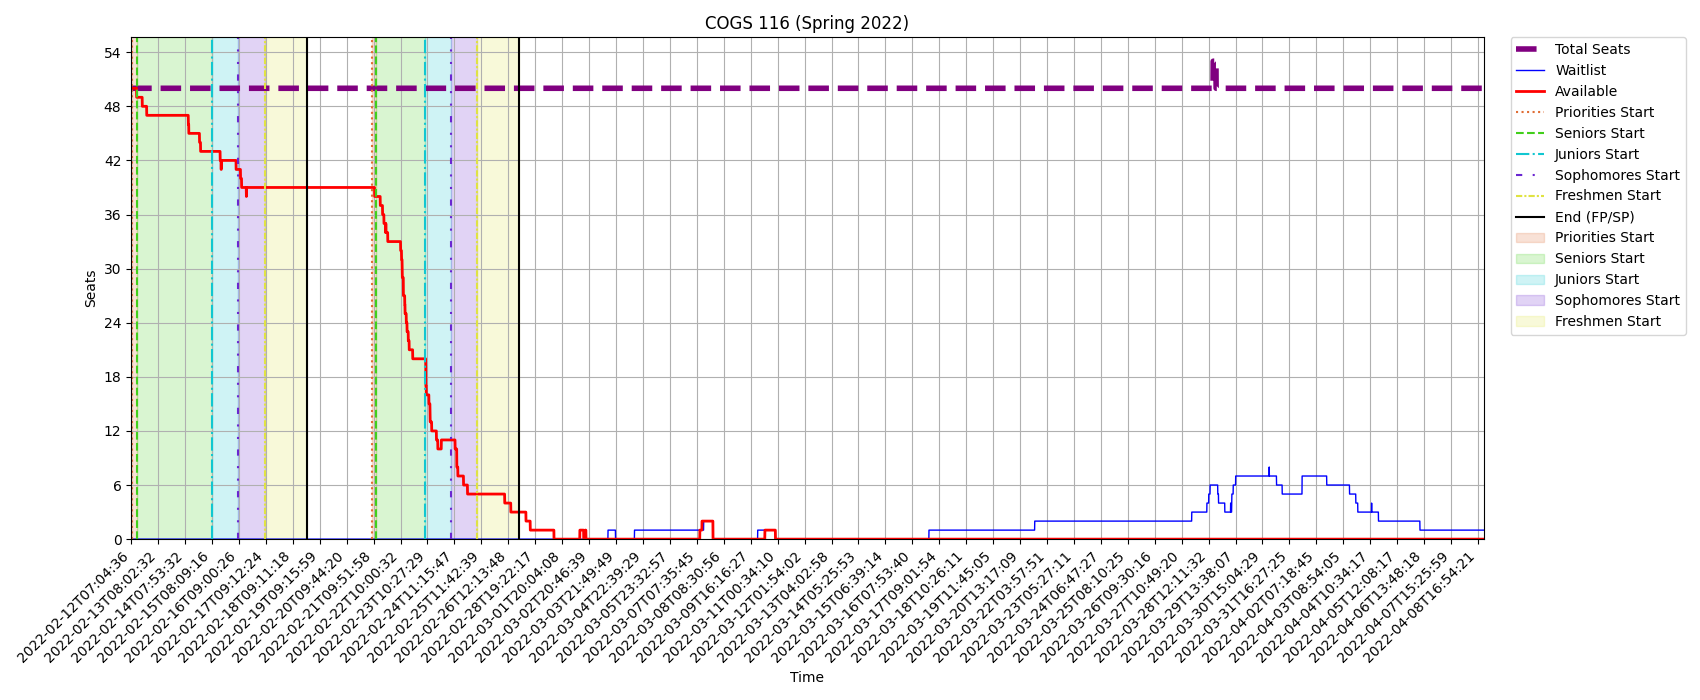 COGS 116 (Spring 2022)
54
48
42
36
30
24
18
12
6
0
Seats
2022-02-12T7:04:36
2022-02-13T08:02:32
2022-02-14T07:53:32
2022-02-15T08:09:16
2022-02-16T09:00:26
2022-02-17T09:12:24
2022-02-18T09:11:18
2022-02-19T09:15:59
2022-02-20T09:44:20
2022-02-21T09:51:58
2022-02-22T10:00:32
2022-02-23T10:27:29
2022-02-24T11:15:47
2022-02-25T11:42:39
2022-02-26T12:13:48
2022-02-28T19:22:17
2022-03-01T20:04:08
2022-03-02T20:46:39
2022-03-03T21:49:49
2022-03-04T22:39:29
2022-03-05T23:32:57
2022-03-07T07:35:45
2022-03-08T08:30:56
2022-03-09T16:16:27
2022-03-11T00:34:10
2022-03-12T01:54:02
2022-03-13T04:02:58
2022-03-14T05:25:53
2022-03-15T06:39:14
2022-03-16T07:53:40
2022-03-17T09:01:54
2022-03-18T10:26:11
2022-03-19T11:45:05
2022-03-20T13:17:09
2022-03-22T03:57:51
2022-03-23T05:27:11
2022-03-24T06:47:27
2022-03-25T08:10:25
2022-03-26T09:30:16
2022-03-27T10:49:20
2022-03-28T12:11:32
2022-03-29T13:38:07
2022-03-30T15:04:29
2022-03-31T16:27:25
2022-04-02T07:18:45
2022-04-03T08:54:05
2022-04-04T10:34:17
2022-04-05T12:08:17
2022-04-06T13:48:18
2022-04-07T15:25:59
2022-04-08T16:54:21
Time
Total Seats
Waitlist
Available
Priorities Start
Seniors Start
Juniors Start
Sophomores Start
Freshmen Start
End (FP/SP)
Priorities Start
Seniors Start
Juniors Start
Sophomores Start
Freshmen Start